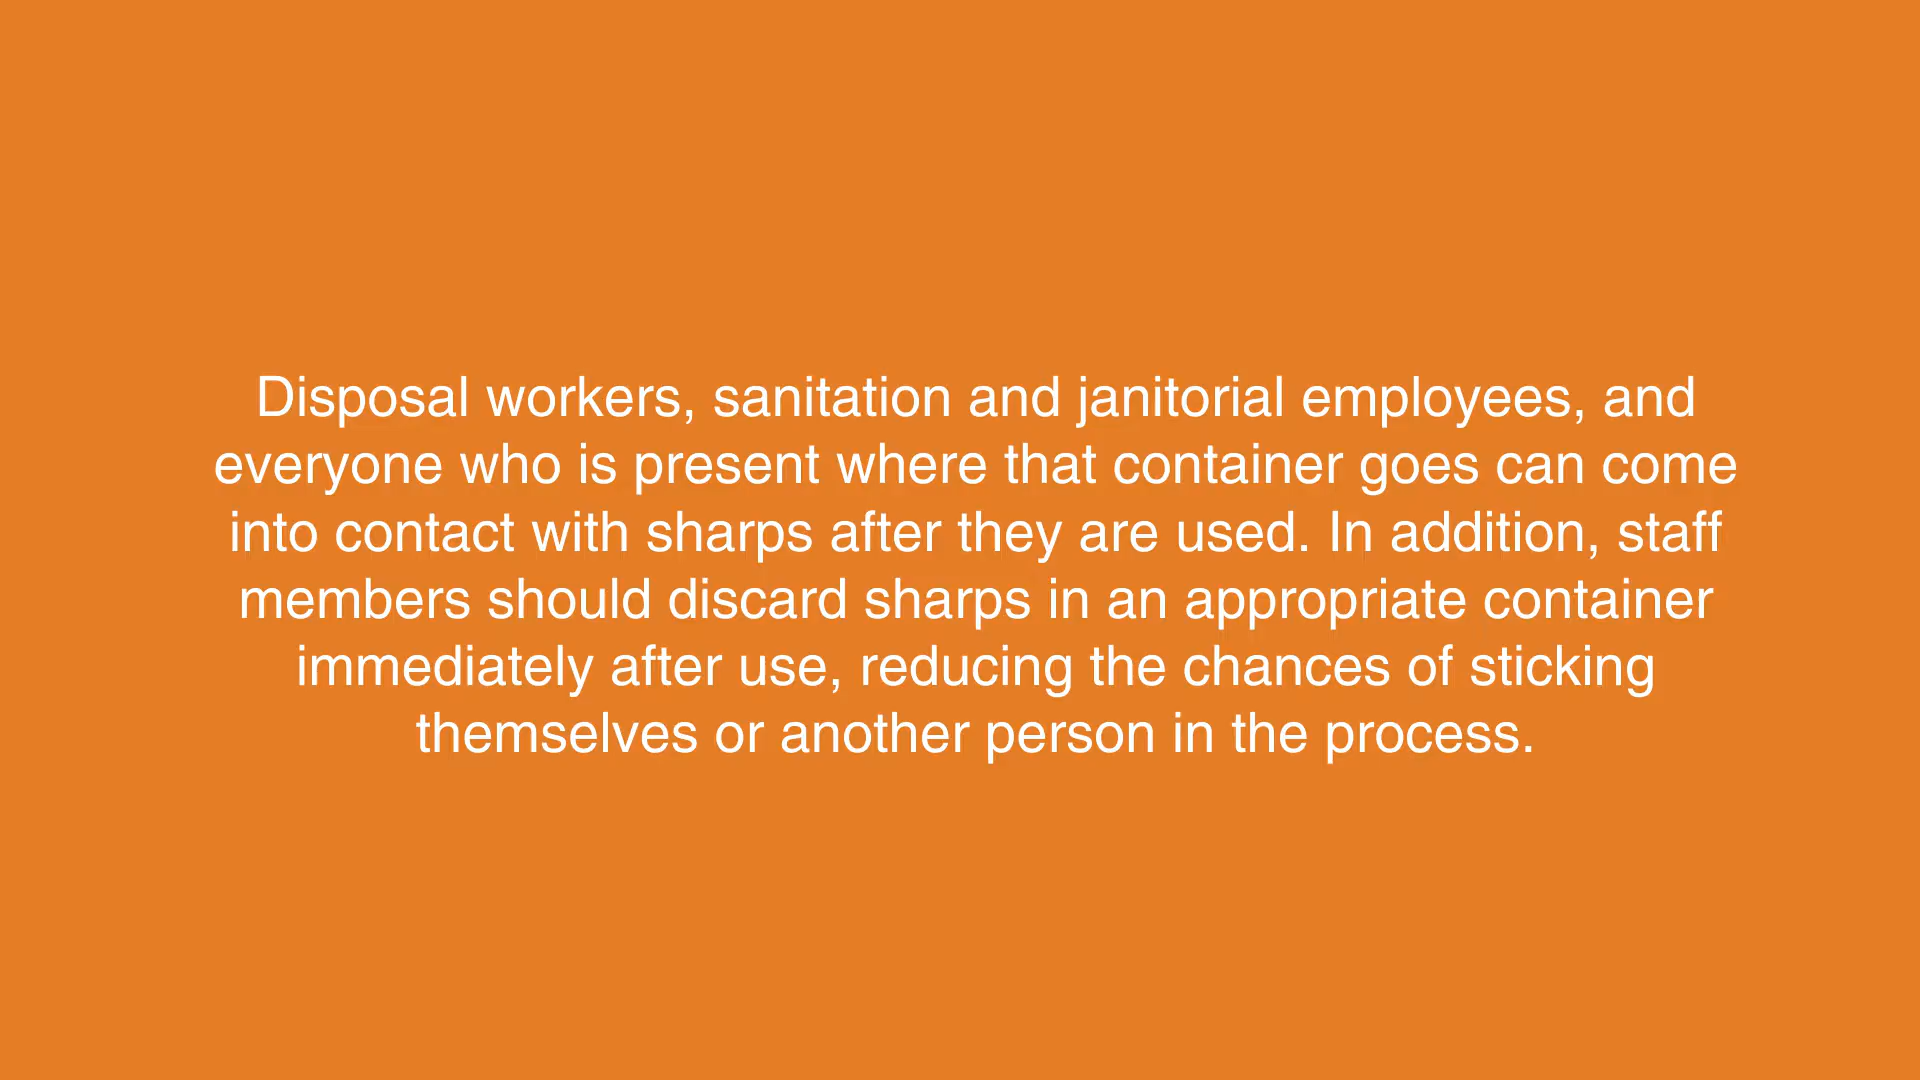 Disposal workers, sanitation and janitorial employees, and
everyone who is present where that container goes can come
into contact with sharps after they are used. In addition, staff
members should discard sharps in an appropriate container
immediately after use, reducing the chances of sticking
themselves or another person in the process.